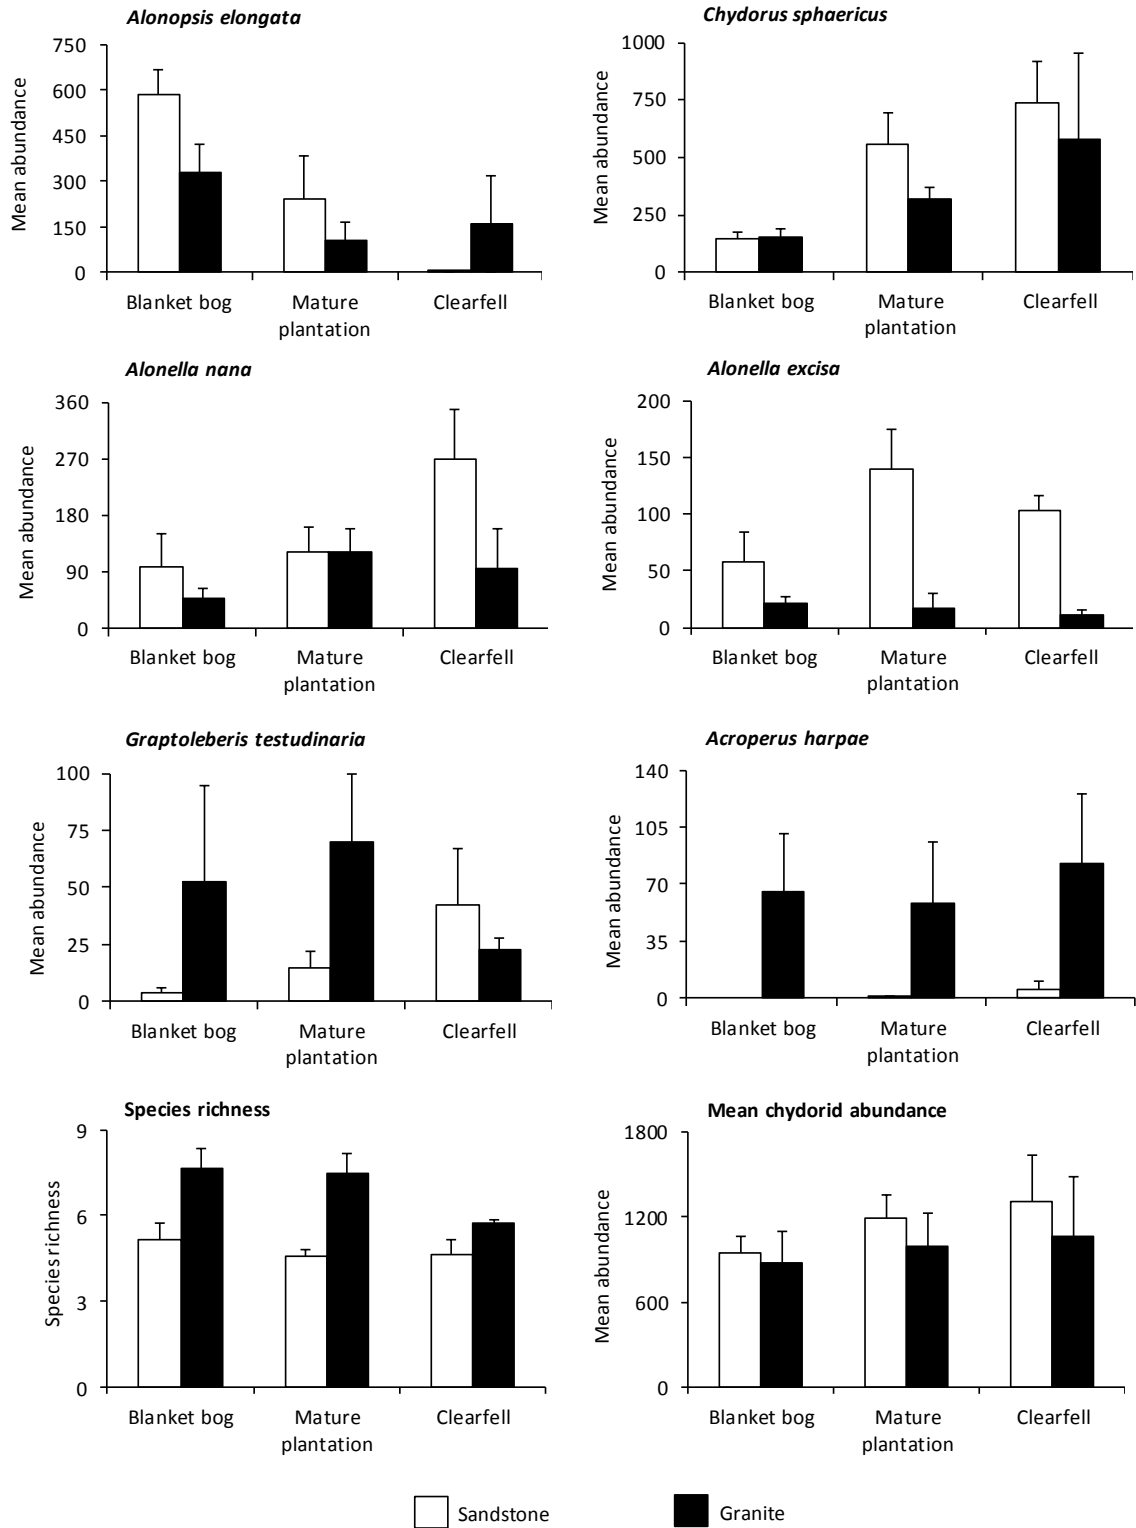 Alonopsis elongata
Mean abundance
750
600
450
300
150
0
Blanket bog
Mature
plantation
Clearfell
Chydorus sphaericus
Mean abundance
1000
750
500
250
0
Blanket bog
Mature
plantation
Clearfell
Alonella nana
Mean abundance
360
270
180
90
0
Blanket bog
Mature
plantation
Clearfell
Alonella excisa
Mean abundance
200
150
100
50
0
Blanket bog
Mature
plantation
Clearfell
Graptoleberis testudinaria
Mean abundance
100
75
50
25
0
Blanket bog
Mature
plantation
Clearfell
Acroperus harpae
Mean abundance
140
105
70
35
0
Blanket bog
Mature
plantation
Clearfell
Species richness
Species richness
9
6
3
0
Blanket bog
Mature
plantation
Clearfell
Mean chydorid abundance
Mean abundance
1800
1200
600
0
Blanket bog
Mature
plantation
Clearfell
Sandstone
Granite